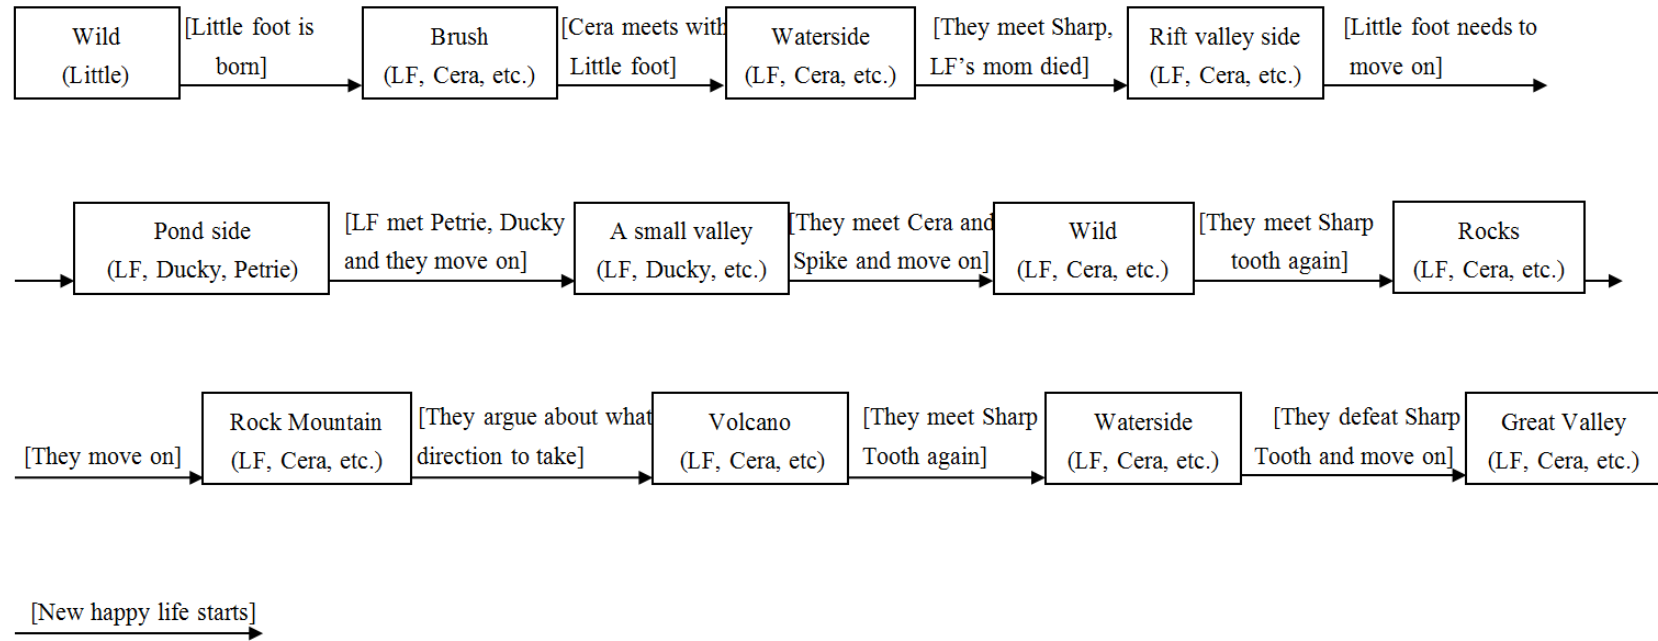 Wild
(Little)
[Little foot is
born]
Brush
(LF, Cera, etc.)
[Cera meets with
Little foot]
Waterside
(LF, Cera, etc.)
[They meet Sharp,
LF's mom died]
Rift valley side
(LF, Cera, etc.)
[Little foot needs to
move on]
Pond side
(LF, Ducky, Petrie)
[LF met Petrie, Ducky
and they move on]
A small valley
(LF, Ducky, etc.)
[They meet Cera and
Spike and move on]
Wild
(LF, Cera, etc.)
[They meet Sharp
tooth again]
Rocks
(LF, Cera, etc.)
[They move on]
Rock Mountain
(LF, Cera, etc.)
[They argue about what
direction to take]
Volcano
(LF, Cera, etc)
[They meet Sharp
Tooth again]
Waterside
(LF, Cera, etc.)
[They defeat Sharp
Tooth and move on]
Great Valley
(LF, Cera, etc.)
[New happy life starts]